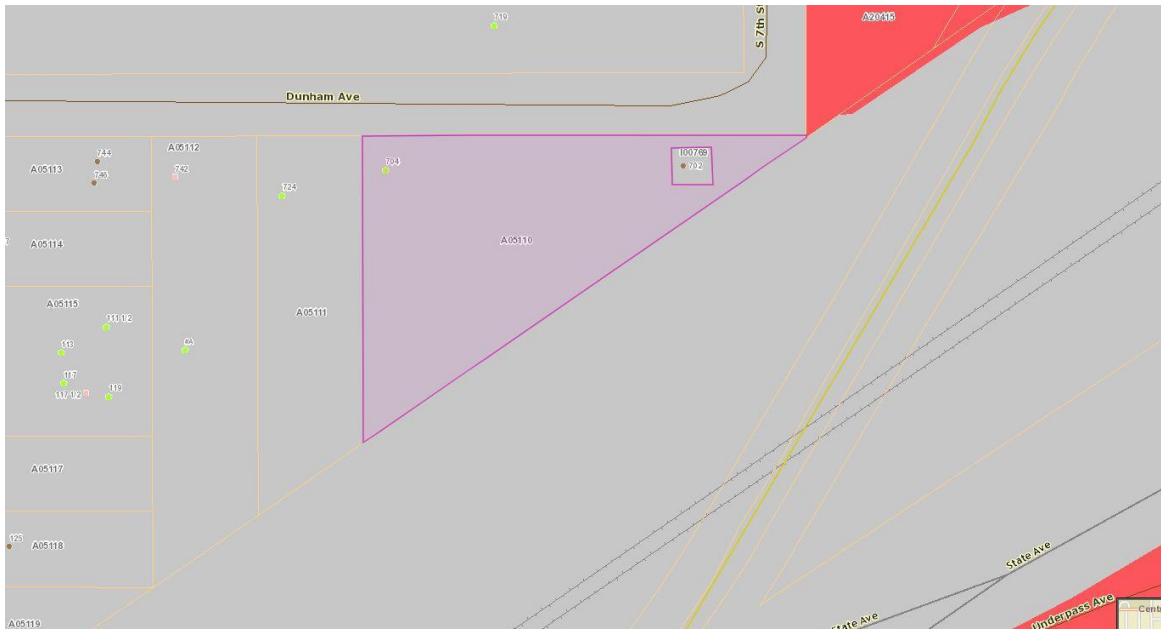 719
S 7th St
A20415
Dunham Ave
744
A05113
746
A05112
742
724
704
I00769
702
A05114
A05110
A05115
111 1/2
A05111
113
#A
117
117 1/2
119
A05117
125
A05118
State Ave
State Ave
Underpass Ave
A05119